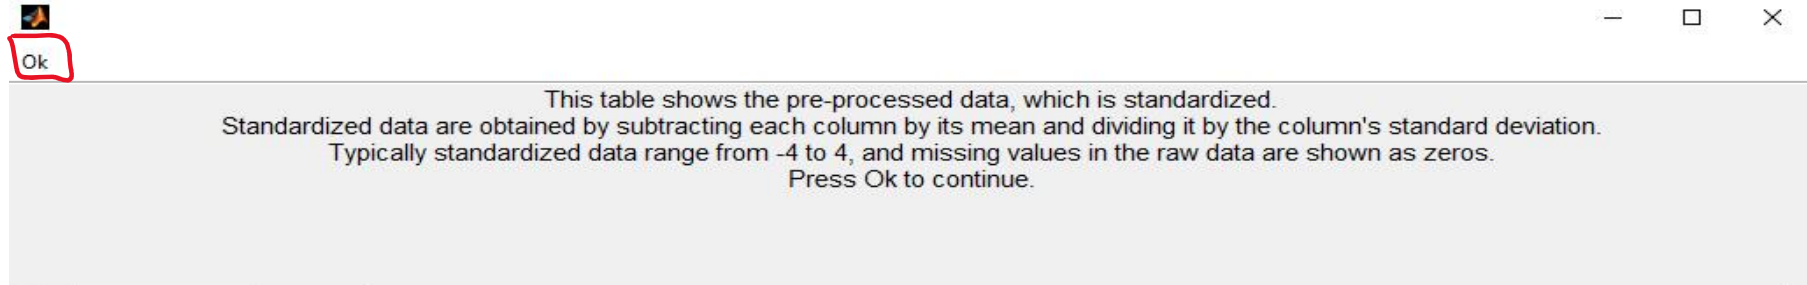 Ok
This table shows the pre-processed data, which is standardized.
Standardized data are obtained by subtracting each column by its mean and dividing it by the column's standard deviation.
Typically standardized data range from -4 to 4, and missing values in the raw data are shown as zeros.
Press Ok to continue.